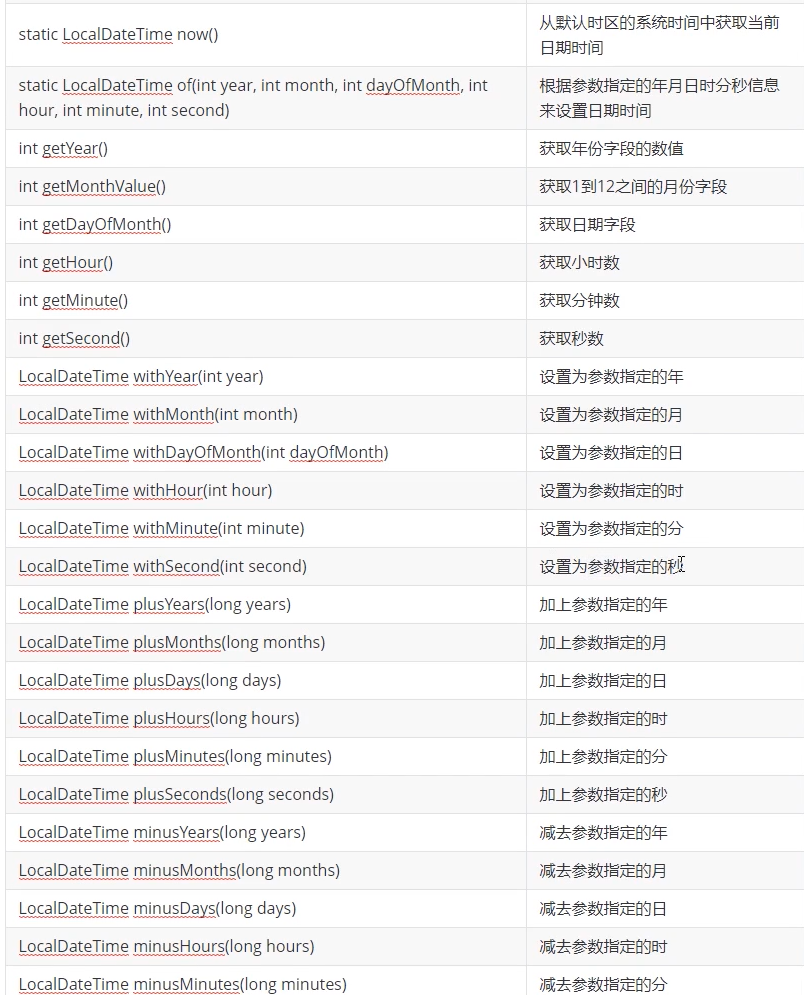 static LocalDateTime now()
从默认时区的系统时间中获取当前
日期时间
static LocalDateTime of(int year, int month, int dayOfMonth, int
hour, int minute, int second)
根据参数指定的年月日时分秒信息
来设置日期时间
int getYear()
获取年份字段的数值
int getMonthValue()
获取1到12之间的月份字段
int getDayOfMonth()
获取日期字段
int getHour()
获取小时数
int getMinute()
获取分钟数
int getSecond()
获取秒数
LocalDateTime withYear(int year)
设置为参数指定的年
LocalDateTime withMonth(int month)
设置为参数指定的月
LocalDateTime withDayOfMonth(int dayOfMonth)
设置为参数指定的日
LocalDateTime withHour(int hour)
设置为参数指定的时
LocalDateTime withMinute(int minute)
设置为参数指定的分
LocalDateTime withSecond(int second)
设置为参数指定的秒
LocalDateTime plusYears(long years)
加上参数指定的年
LocalDateTime plusMonths(long months)
加上参数指定的月
LocalDateTime plusDays(long days)
加上参数指定的日
LocalDateTime plusHours(long hours)
加上参数指定的时
LocalDateTime plusMinutes(long minutes)
加上参数指定的分
LocalDateTime plusSeconds(long seconds)
加上参数指定的秒
LocalDateTime minusYears(long years)
减去参数指定的年
LocalDateTime minusMonths(long months)
减去参数指定的月
LocalDateTime minusDays(long days)
减去参数指定的日
LocalDateTime minusHours(long hours)
减去参数指定的时
LocalDateTime minusMinutes(long minutes)
减去参数指定的分